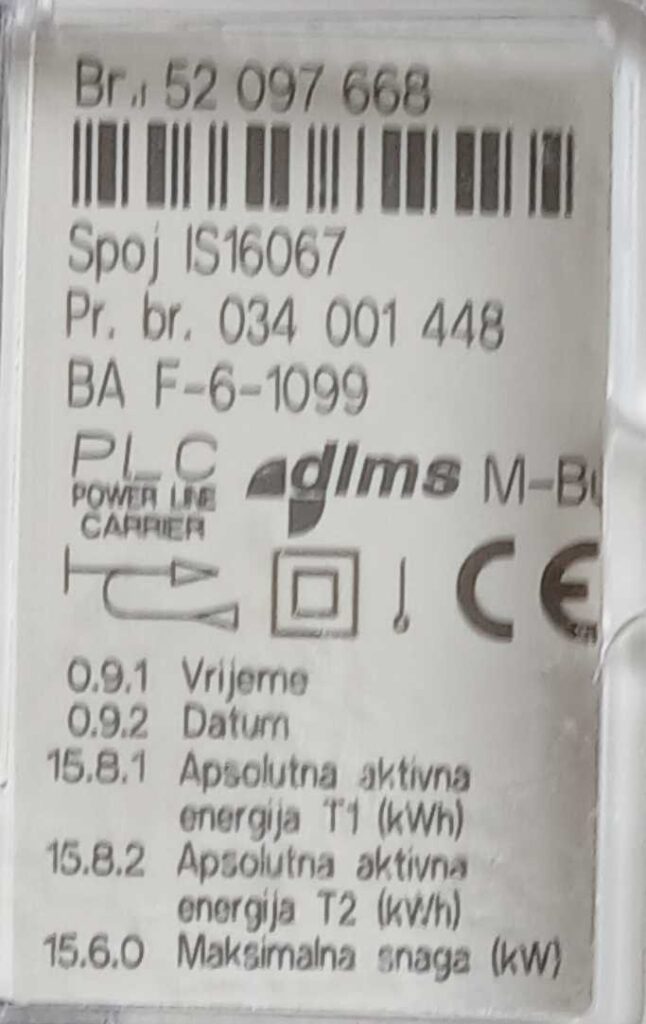 Br.: 52 097 668
Spoj IS16067
Pr. br. 034 001 448
BA F-6-1099
PLC
POWER LINE
CARRIER
dlms M-Bu
CE
0.9.1 Vrijeme
0.9.2 Datum
15.8.1 Apsolutna aktivna
energija T1 (kWh)
15.8.2 Apsolutna aktivna
energija T2 (kWh)
15.6.0 Maksimalna snaga (kW)